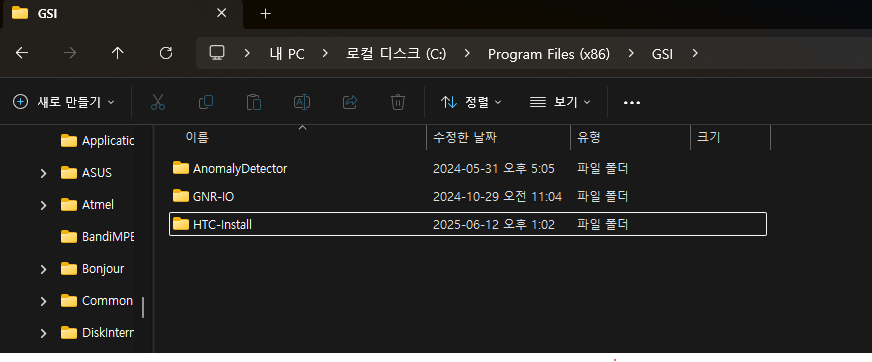 GSI
내 PC > 로컬 디스크 (C:) > Program Files (x86) > GSI >
새로 만들기 정렬 보기
이름 수정한 날짜 유형 크기
Applicatic
ASUS
Atmel
BandiMPE
Bonjour
Common
DiskIntern
AnomalyDetector 2024-05-31 오후 5:05 파일 폴더
GNR-IO 2024-10-29 오전 11:04 파일 폴더
HTC-Install 2025-06-12 오후 1:02 파일 폴더